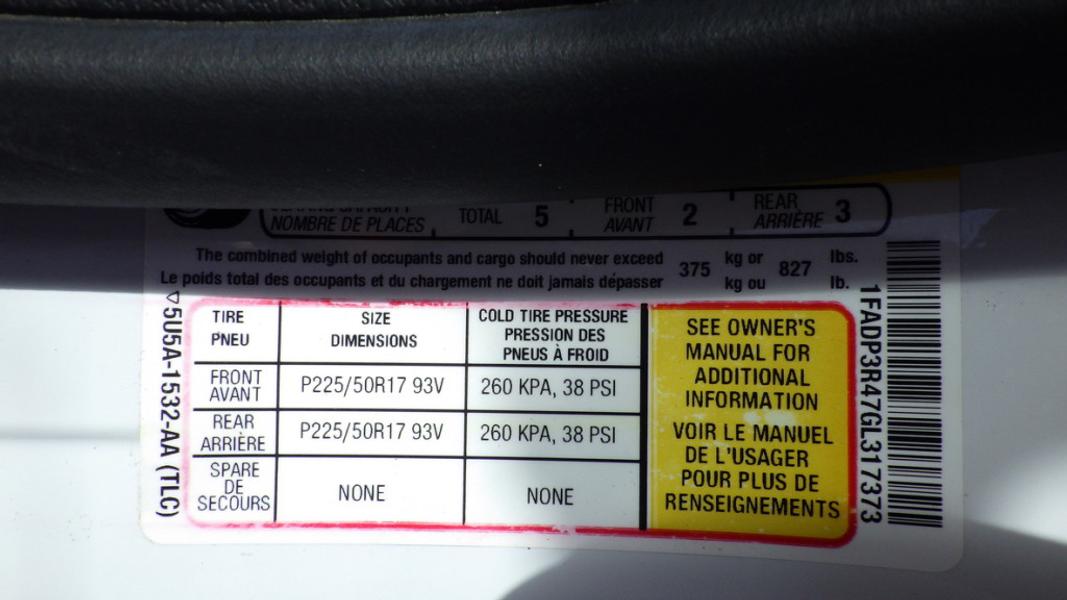 NOMBRE DE PLACES TOTAL 5 FRONT AVANT 2 REAR ARRIÈRE 3
The combined weight of occupants and cargo should never exceed 375 kg or 827 lbs.
Le poids total des occupants et du chargement ne doit jamais dépasser kg ou lb.
TIRE PNEU
SIZE DIMENSIONS
COLD TIRE PRESSURE
PRESSION DES
PNEUS À FROID
FRONT AVANT
P225/50R17 93V
260 KPA, 38 PSI
REAR ARRIÈRE
P225/50R17 93V
260 KPA, 38 PSI
SPARE DE SECOURS
NONE
NONE
SEE OWNER'S
MANUAL FOR
ADDITIONAL
INFORMATION
VOIR LE MANUEL
DE L'USAGER
POUR PLUS DE
RENSEIGNEMENTS
5U5A-1532-AA (TLC)
1FADP3R47GL317373